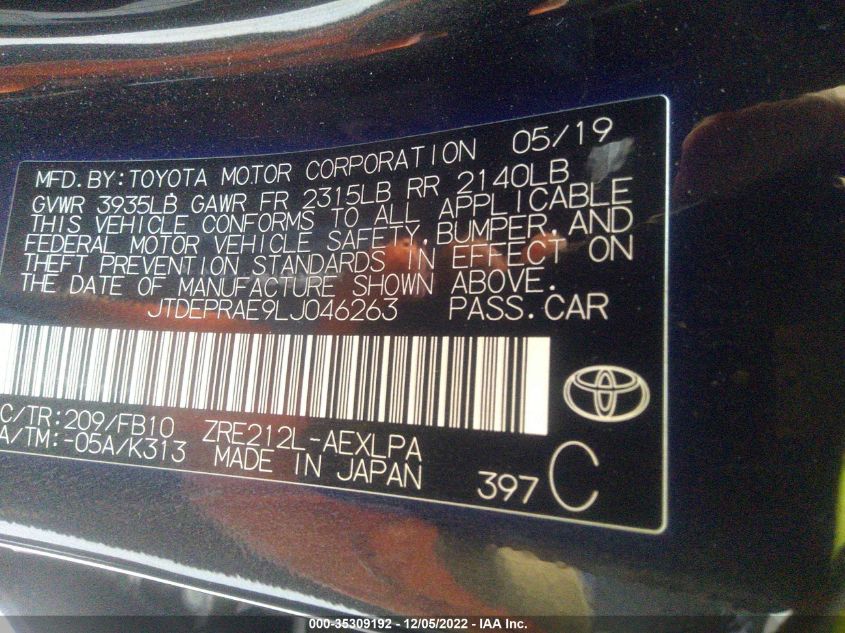 05/19
MFD.BY:TOYOTA MOTOR CORPORATION
GVWR 3935LB GAWR FR 2315LB RR 2140LB
THIS VEHICLE CONFORMS TO ALL APPLICABLE
FEDERAL MOTOR VEHICLE SAFETY,BUMPER,AND
THEFT PREVENTION STANDARDS IN EFFECT ON
THE DATE OF MANUFACTURE SHOWN ABOVE.
JTDEPRAE9LJ046263 PASS.CAR
C/TR:209/FB10 ZRE212L-AEXLPA
A/TM:-05A/K313 MADE IN JAPAN
397 C
000-35309192 - 12/05/2022 - IAA Inc.